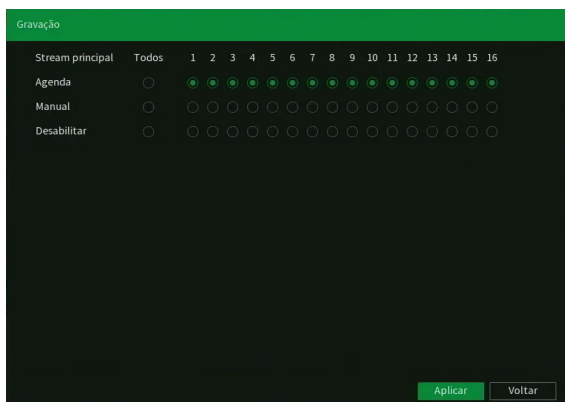 Gravação
Stream principal Todos 1 2 3 4 5 6 7 8 9 10 11 12 13 14 15 16
Agenda
Manual
Desabilitar
Aplicar Voltar